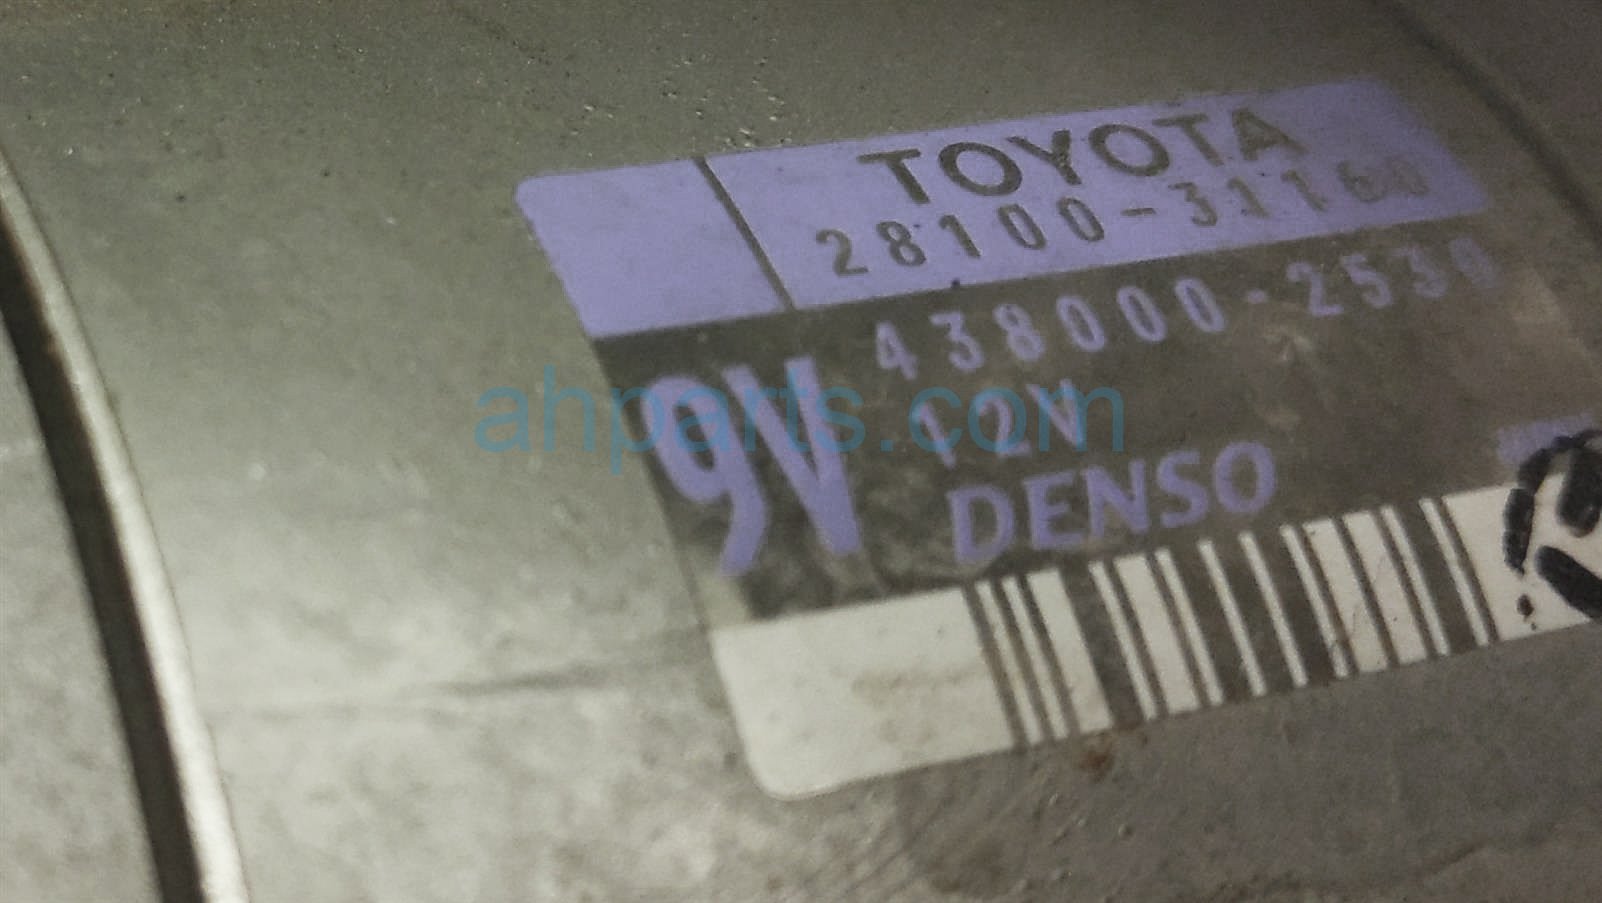 TOYOTA
28100-31160
438000-2530
9V
12V
DENSO
ahparts.com